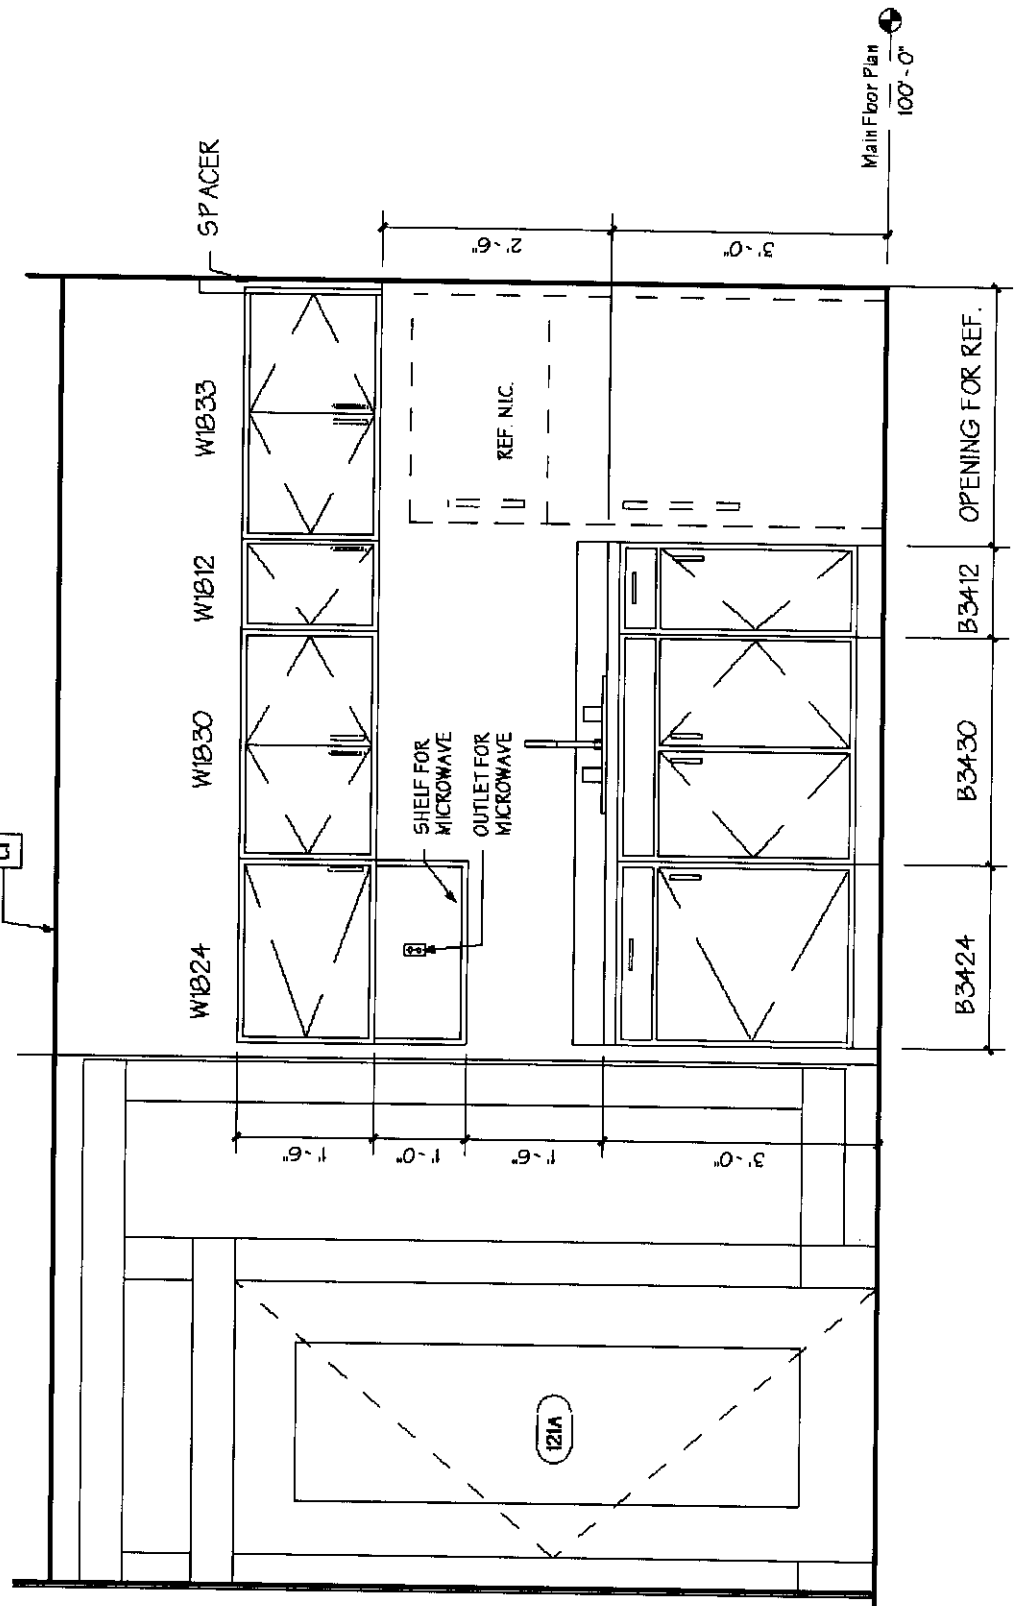 CI
SPACER
W1824
W1830
W1812
W1833
1'-6"
1'-0"
1'-6"
3'-0"
SHELF FOR
MICROWAVE
OUTLET FOR
MICROWAVE
REF. N.I.C.
2'-6"
3'-0"
121A
Main Floor Plan
100'-0"
B3424
B3430
B3412
OPENING FOR REF.